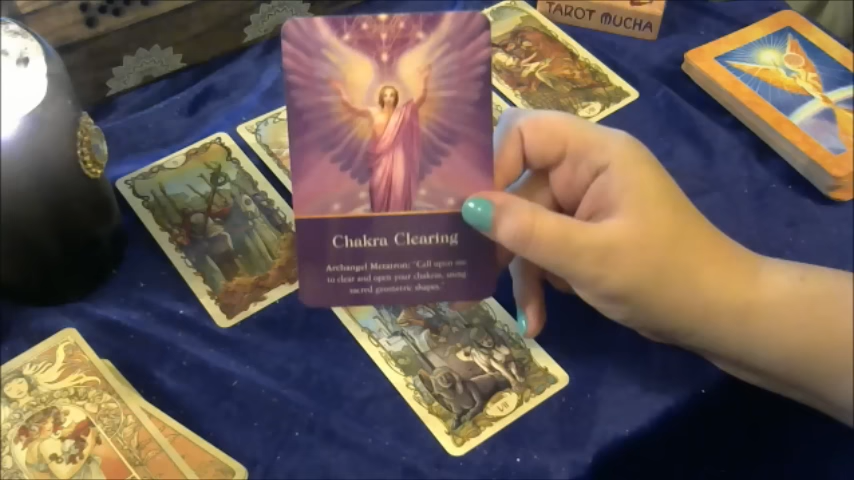 TAROT MUCHA
Chakra Clearing
Archangel Metatron: "Call upon me
to clear and open your chakras, using
sacred geometric shapes."
VII